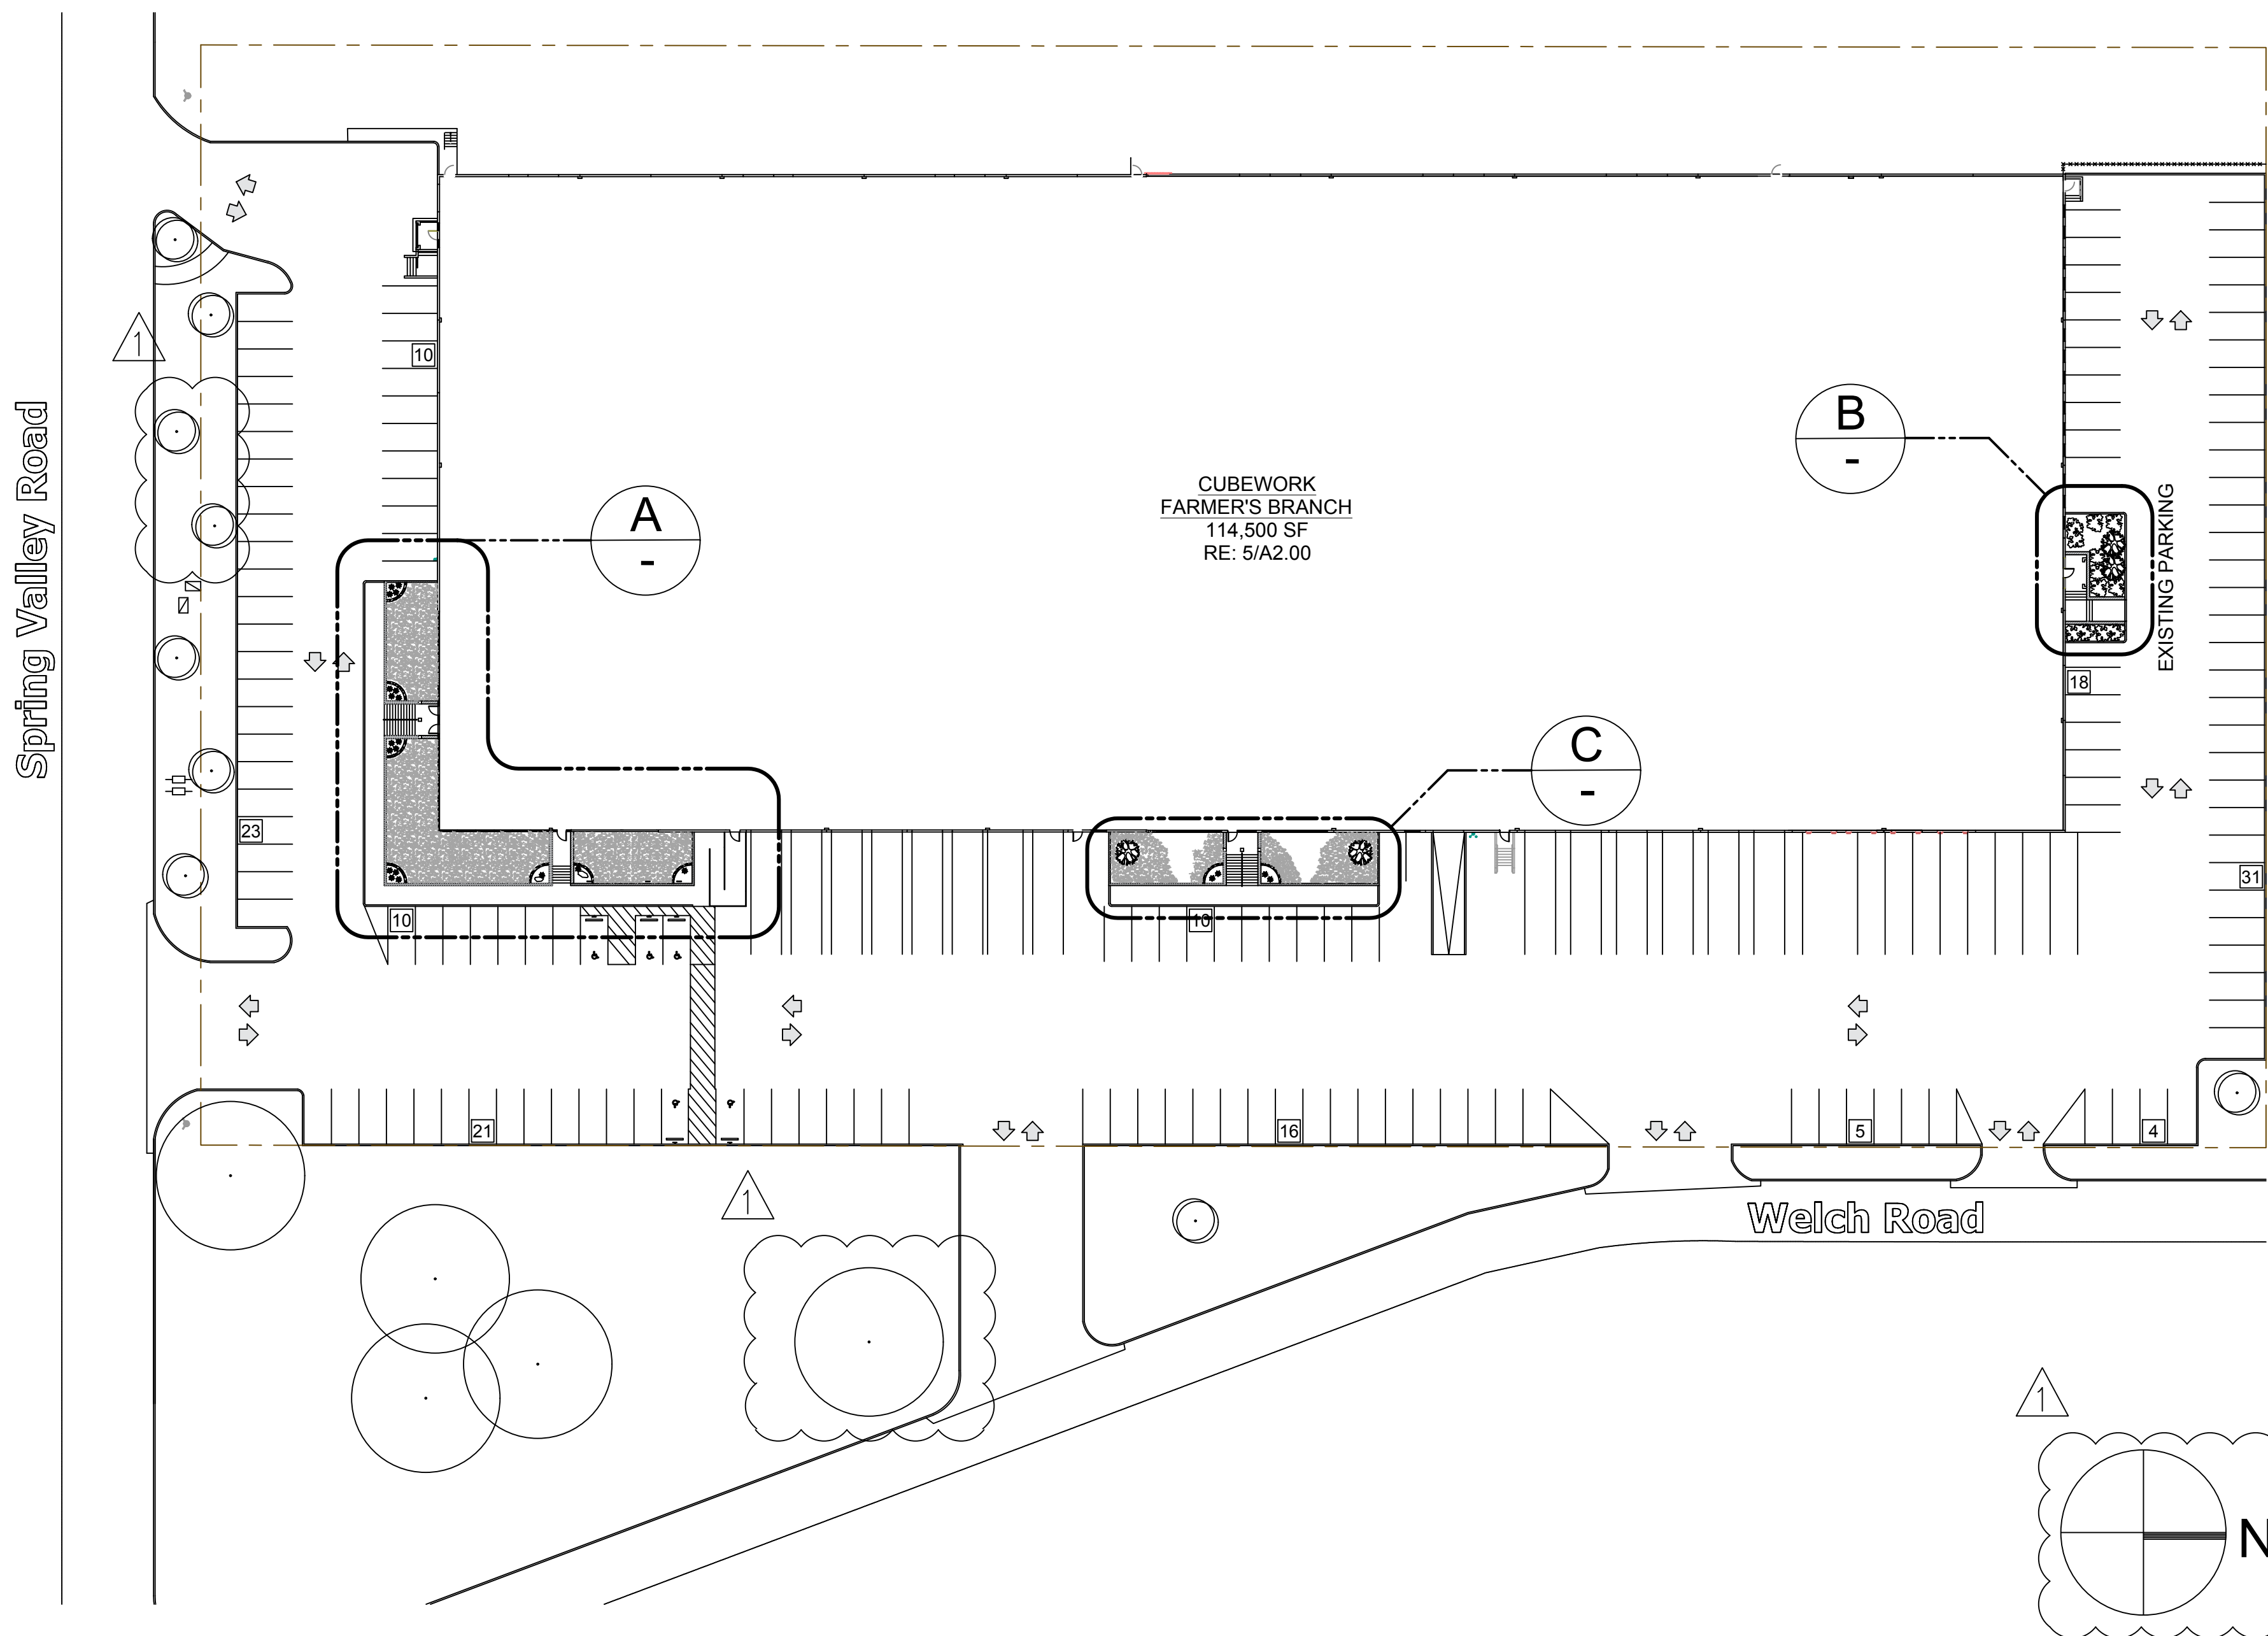 1
10
B
-
Spring Valley Road
CUBEWORK
FARMER'S BRANCH
114,500 SF
RE: 5/A2.00
A
-
EXISTING PARKING
18
C
-
23
31
10
10
21
16
5
4
1
Welch Road
1
N